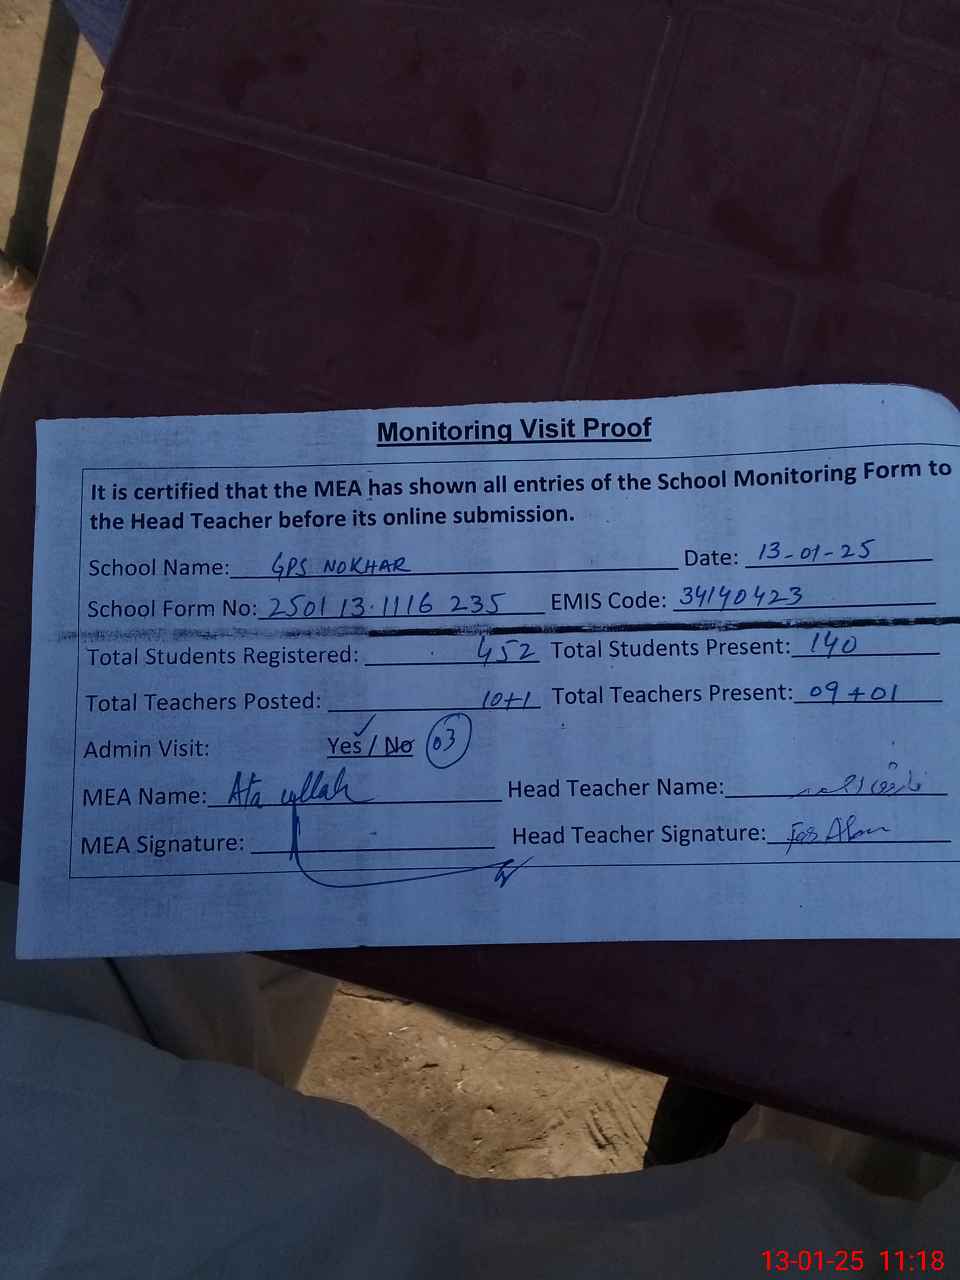 Monitoring Visit Proof
It is certified that the MEA has shown all entries of the School Monitoring Form to
the Head Teacher before its online submission.
School Name: GPS NOKHAR Date: 13-01-25
School Form No: 2501 13.1116 235 EMIS Code: 34140423
Total Students Registered: 452 Total Students Present: 140
Total Teachers Posted: 10+1 Total Teachers Present: 09+01
Admin Visit: Yes / No 03
MEA Name: Ata ullah Head Teacher Name:
MEA Signature: Head Teacher Signature:
13-01-25 11:18